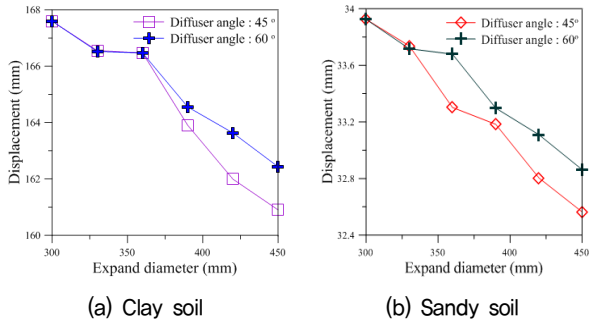 168
166
164
162
160
Displacement (mm)
Diffuser angle : 45 °
Diffuser angle : 60 °
300
350
400
450
Expand diameter (mm)
(a) Clay soil
34
33.6
33.2
32.8
32.4
Displacement (mm)
Diffuser angle : 45°
Diffuser angle : 60°
300
350
400
450
Expand diameter (mm)
(b) Sandy soil